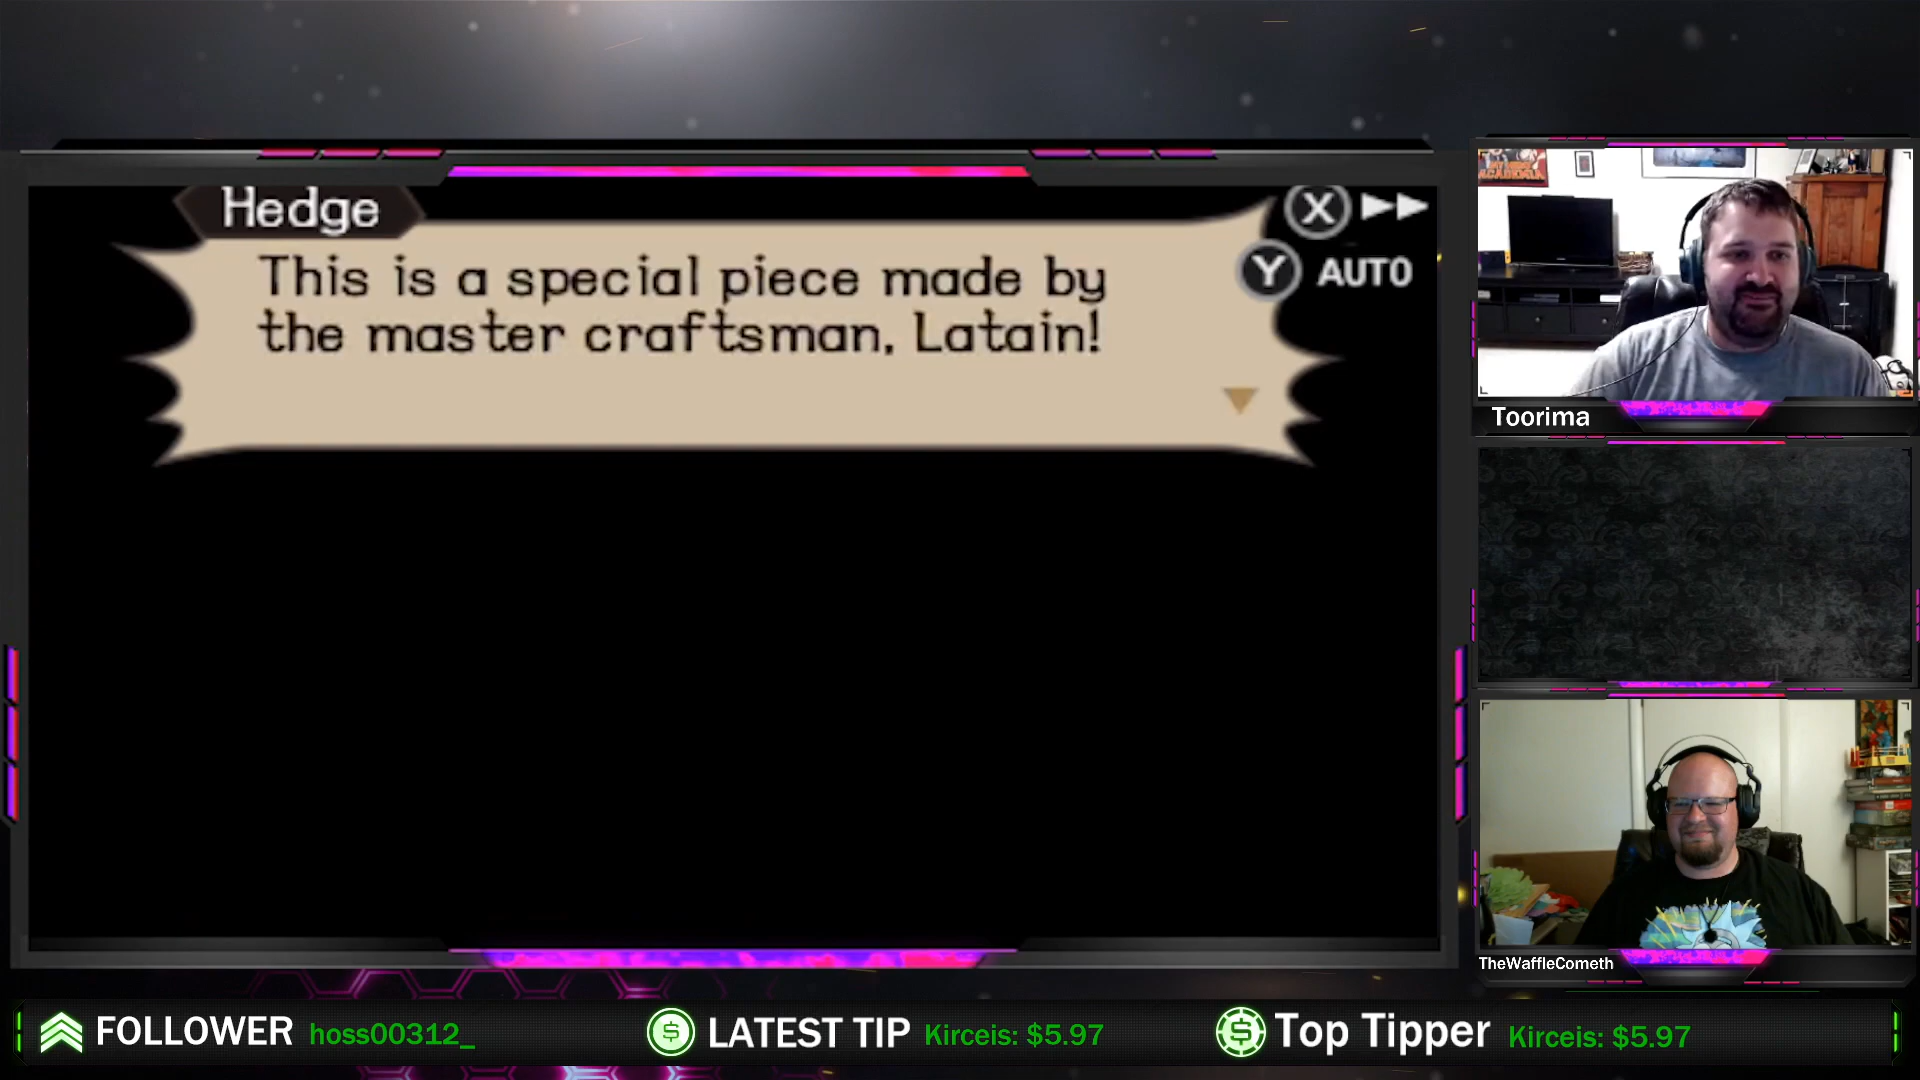 Hedge
This is a special piece made by
the master craftsman, Latain!
X
Y AUTO
Toorima
TheWaffleCometh
FOLLOWER hoss00312_
LATEST TIP Kirceis: $5.97
Top Tipper Kirceis: $5.97